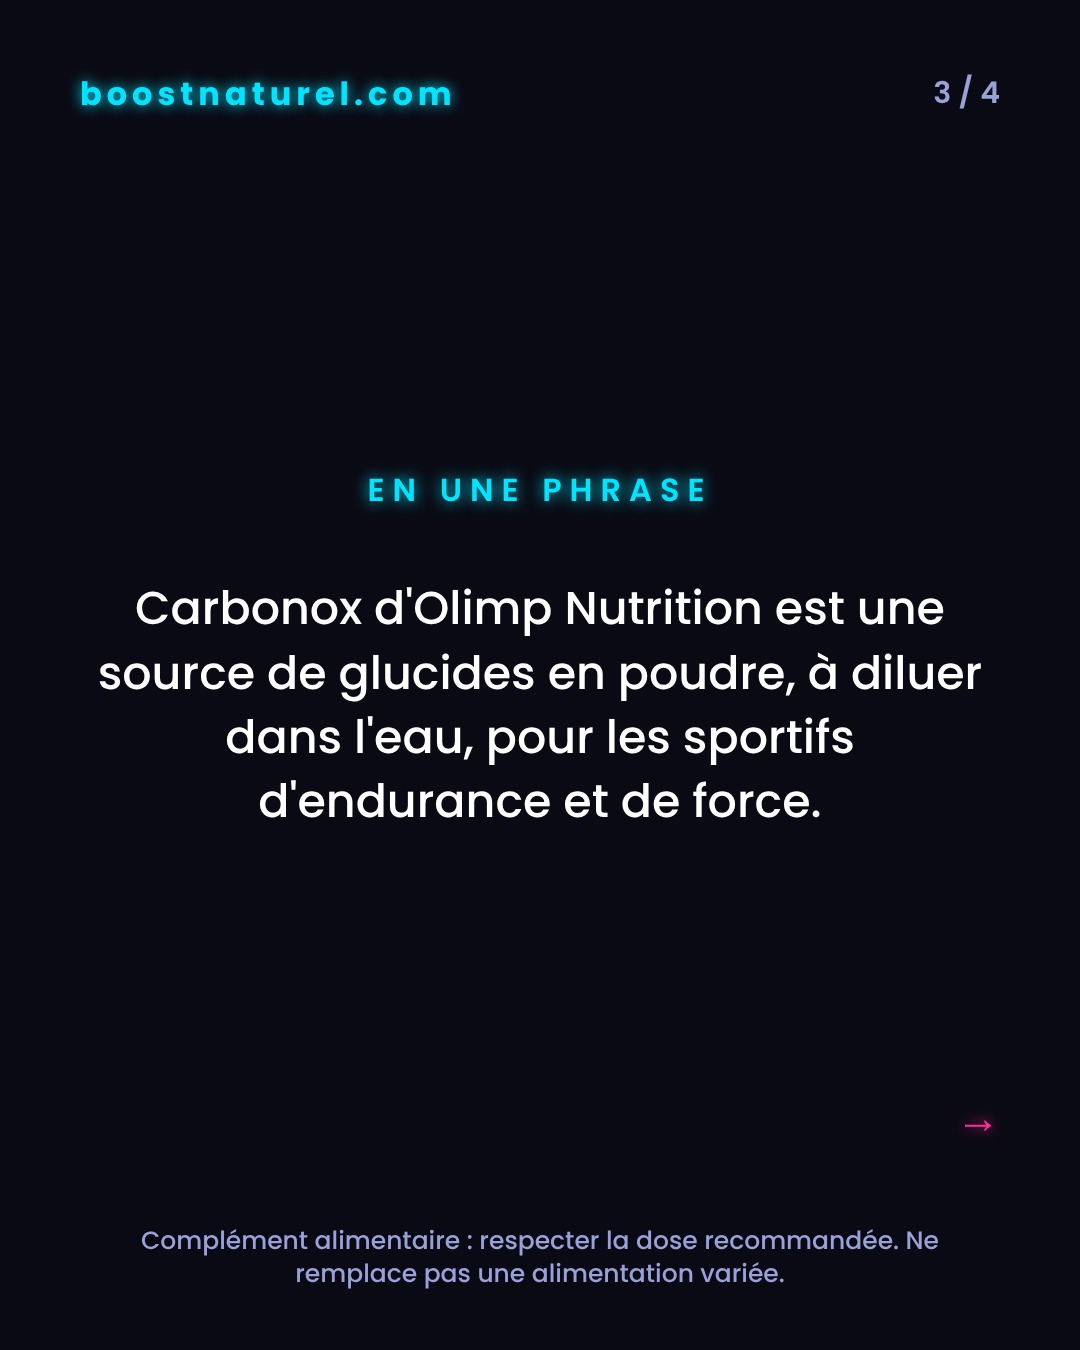 boostnaturel.com
3 / 4
EN UNE PHRASE
Carbonox d'Olimp Nutrition est une
source de glucides en poudre, à diluer
dans l'eau, pour les sportifs
d'endurance et de force.
→
Complément alimentaire : respecter la dose recommandée. Ne
remplace pas une alimentation variée.